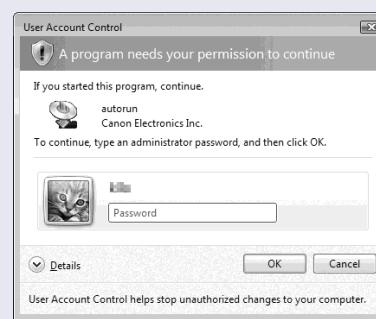 User Account Control
A program needs your permission to continue
If you started this program, continue.
autorun
Canon Electronics Inc.
To continue, type an administrator password, and then click OK.
Password
Details
OK
Cancel
User Account Control helps stop unauthorized changes to your computer.